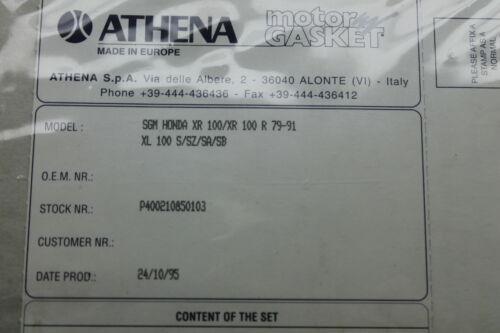 ATHENA
MADE IN EUROPE
motor
GASKET
ATHENA S.p.A. Via delle Albere, 2 - 36040 ALONTE (VI) - Italy
Phone +39-444-436436 - Fax +39-444-436412
PLEASE AFFIX A
STAMP AS A
NORMAL
MODEL : SGM HONDA XR 100/XR 100 R 79-91
XL 100 S/SZ/SA/SB
O.E.M. NR.:
STOCK NR.: P400210850103
CUSTOMER NR.:
DATE PROD.: 24/10/95
CONTENT OF THE SET